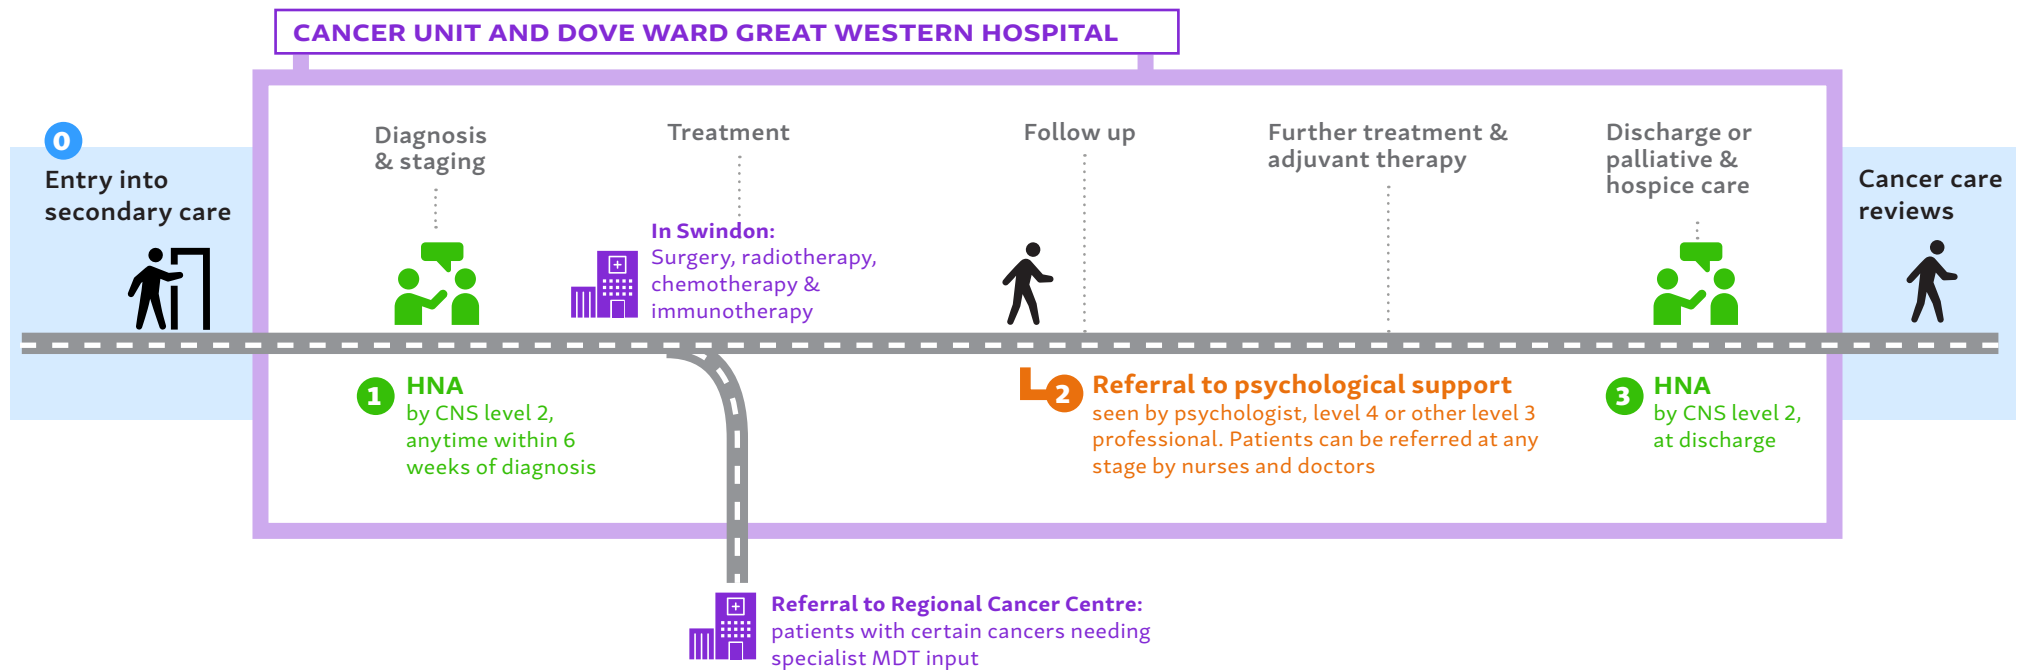 CANCER UNIT AND DOVE WARD GREAT WESTERN HOSPITAL
0
Entry into
secondary care
Diagnosis
& staging
Treatment
In Swindon:
Surgery, radiotherapy,
chemotherapy &
immunotherapy
Follow up
Further treatment &
adjuvant therapy
Discharge or
palliative &
hospice care
Cancer care
reviews
1
HNA
by CNS level 2,
anytime within 6
weeks of diagnosis
2
Referral to psychological support
seen by psychologist, level 4 or other level 3
professional. Patients can be referred at any
stage by nurses and doctors
3
HNA
by CNS level 2,
at discharge
Referral to Regional Cancer Centre:
patients with certain cancers needing
specialist MDT input